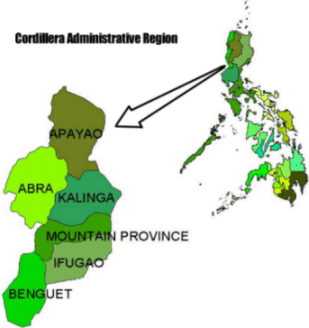 Cordillera Administrative Region
APAYAO
ABRA
KALINGA
MOUNTAIN PROVINCE
IFUGAO
BENGUET